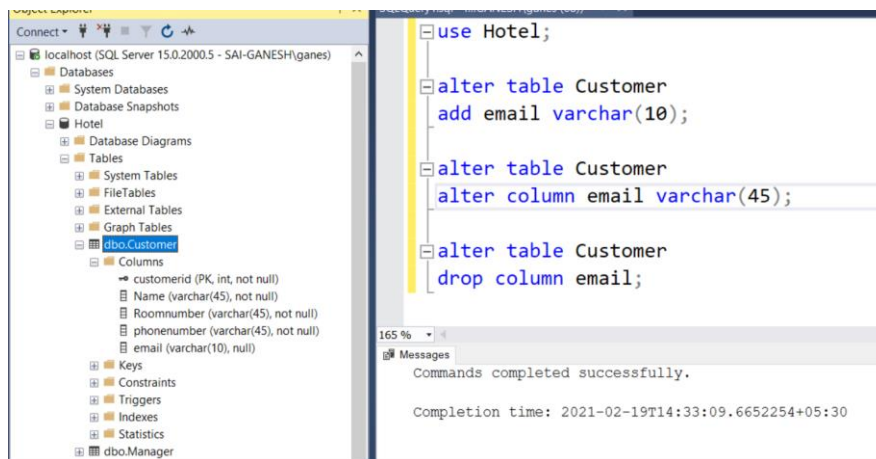 Object Explorer
Connect
localhost (SQL Server 15.0.2000.5 - SAI-GANESH\ganes)
Databases
System Databases
Database Snapshots
Hotel
Database Diagrams
Tables
System Tables
FileTables
External Tables
Graph Tables
dbo.Customer
Columns
customerid (PK, int, not null)
Name (varchar(45), not null)
Roomnumber (varchar(45), not null)
phonenumber (varchar(45), not null)
email (varchar(10), null)
Keys
Constraints
Triggers
Indexes
Statistics
dbo.Manager
use Hotel;
alter table Customer
add email varchar(10);
alter table Customer
alter column email varchar(45);
alter table Customer
drop column email;
165 %
Messages
Commands completed successfully.
Completion time: 2021-02-19T14:33:09.6652254+05:30